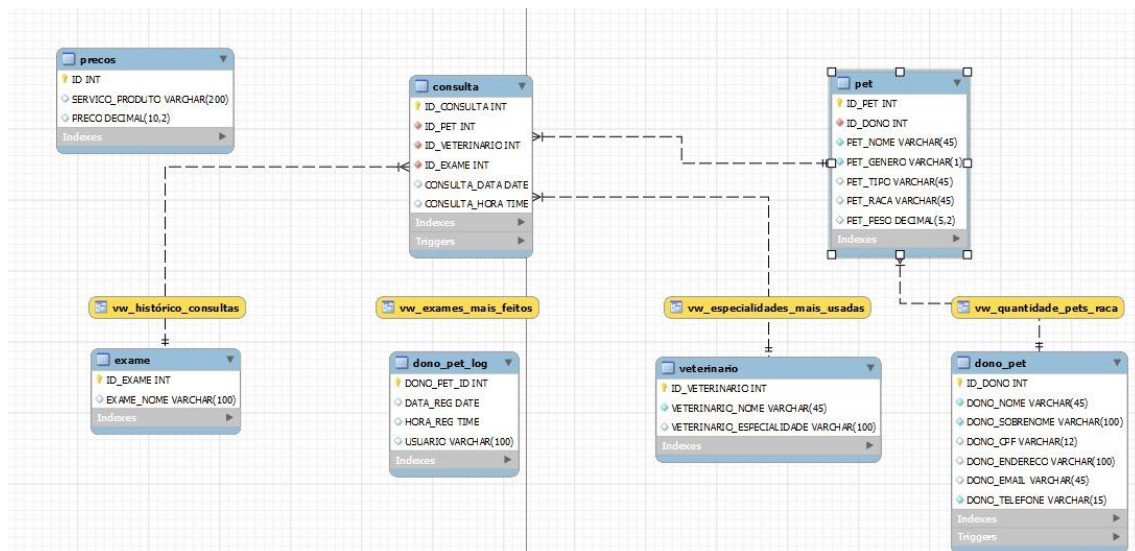 precos
ID INT
SERVICO_PRODUTO VARCHAR(200)
PRECO DECIMAL(10,2)
Indexes
consulta
ID_CONSULTA INT
ID_PET INT
ID_VETERINARIO INT
ID_EXAME INT
CONSULTA_DATA DATE
CONSULTA_HORA TIME
Indexes
Triggers
pet
ID_PET INT
ID_DONO INT
PET_NOME VARCHAR(45)
PET_GENERO VARCHAR(1)
PET_TIPO VARCHAR(45)
PET_RACA VARCHAR(45)
PET_PESO DECIMAL(5,2)
Indexes
vw_histórico_consultas
vw_exames_mais_feitos
vw_especialidades_mais_usadas
vw_quantidade_pets_raca
exame
ID_EXAME INT
EXAME_NOME VARCHAR(100)
Indexes
dono_pet_log
DONO_PET_ID INT
DATA_REG DATE
HORA_REG TIME
USUARIO VARCHAR(100)
Indexes
veterinario
ID_VETERINARIO INT
VETERINARIO_NOME VARCHAR(45)
VETERINARIO_ESPECIALIDADE VARCHAR(100)
Indexes
dono_pet
ID_DONO INT
DONO_NOME VARCHAR(45)
DONO_SOBRENOME VARCHAR(100)
DONO_CPF VARCHAR(12)
DONO_ENDERECO VARCHAR(100)
DONO_EMAIL VARCHAR(45)
DONO_TELEFONE VARCHAR(15)
Indexes
Triggers